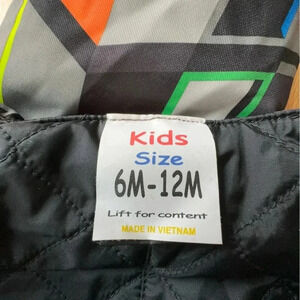 Kids
Size
6M-12M
Lift for content
MADE IN VIETNAM